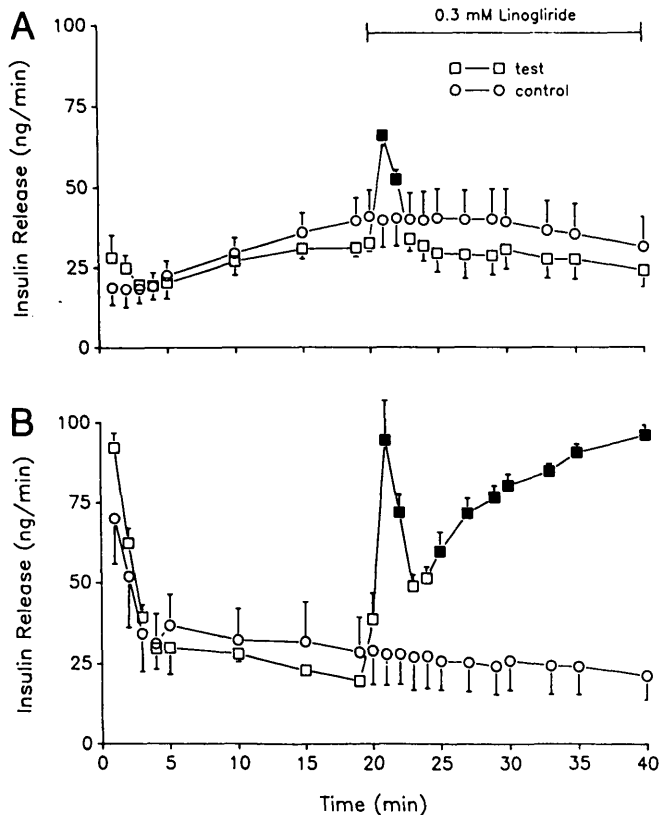 A
0.3 mM Linogliride
test
control
Insulin Release (ng/min)
100
75
50
25
0
B
Insulin Release (ng/min)
100
75
50
25
0
0 5 10 15 20 25 30 35 40
Time (min)